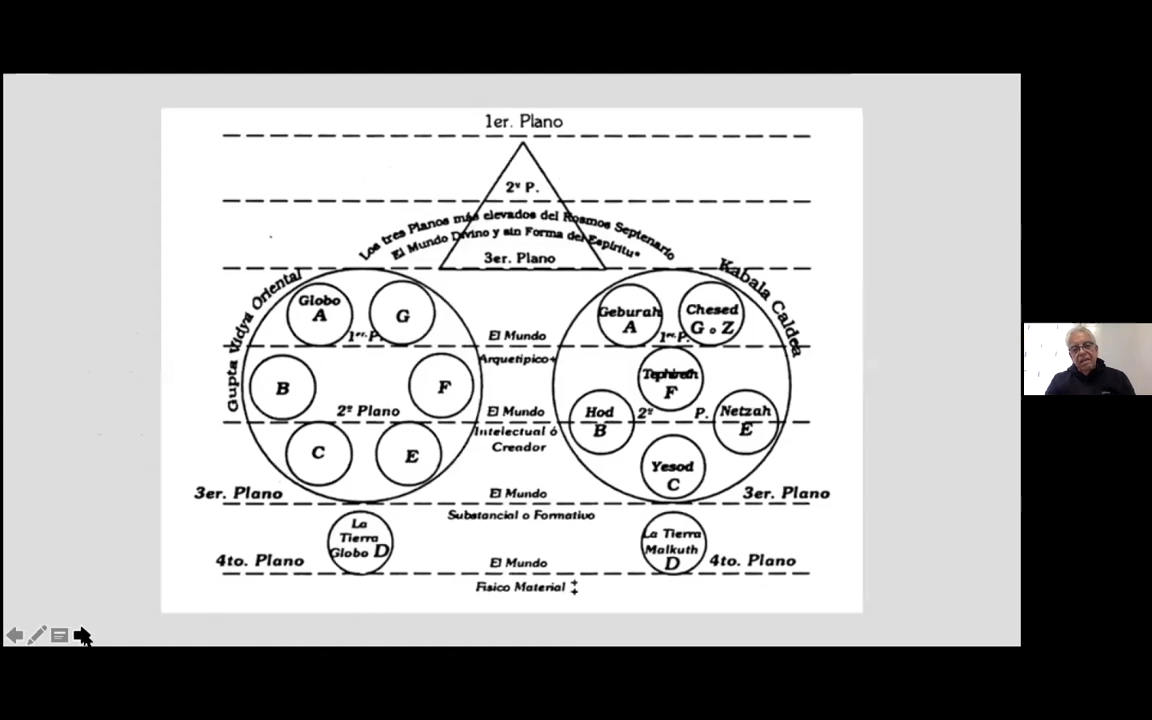 1er. Plano
2º P.
Los tres Planos más elevados del Kosmos Septenario
El Mundo Divino y sin Forma del Espíritu*
3er. Plano
Gupta Vidya Oriental
Kabala Caldea
Globo
A
G
1er. P.
El Mundo
Arquetipico+
Geburah
A
Chesed
G o Z
1er. P.
B
F
2º Plano
El Mundo
Intelectual ó
Creador
Tephireth
F
Hod
B
2º P.
Netzah
E
C
E
Yesod
C
3er. Plano
El Mundo
Substancial o Formativo
3er. Plano
La
Tierra
Globo D
La Tierra
Malkuth
D
4to. Plano
El Mundo
Fisico Material ‡
4to. Plano